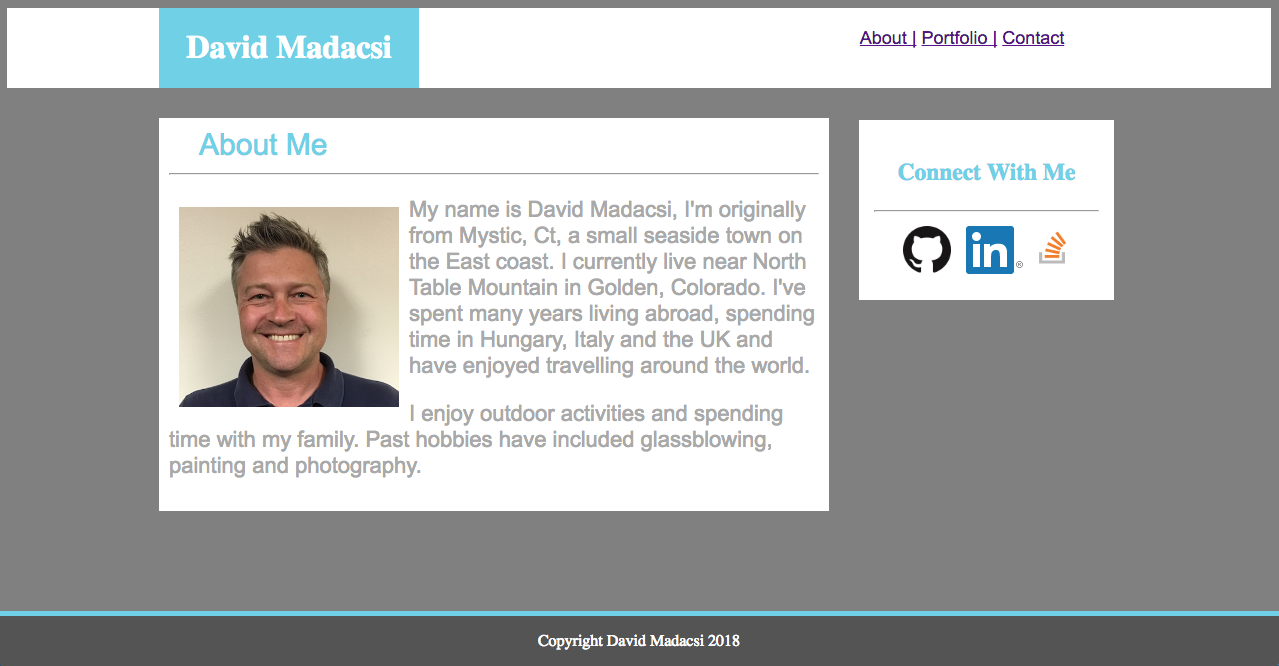 David Madacsi
About | Portfolio | Contact
About Me
My name is David Madacsi, I'm originally
from Mystic, Ct, a small seaside town on
the East coast. I currently live near North
Table Mountain in Golden, Colorado. I've
spent many years living abroad, spending
time in Hungary, Italy and the UK and
have enjoyed travelling around the world.
I enjoy outdoor activities and spending
time with my family. Past hobbies have included glassblowing,
painting and photography.
Connect With Me
in ®
Copyright David Madacsi 2018